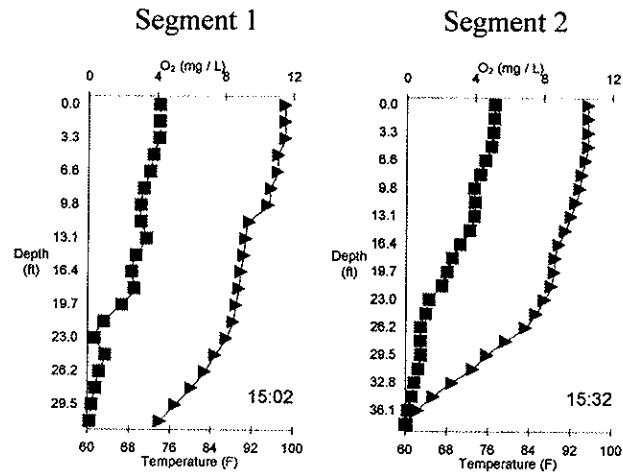 Segment 1
Segment 2
O₂ (mg / L)
0 4 8 12
0.0
3.3
6.6
9.8
13.1
16.4
19.7
23.0
26.2
29.5
Depth
(ft)
15:02
60 68 76 84 92 100
Temperature (F)
O₂ (mg / L)
0 4 8 12
0.0
3.3
6.6
9.8
13.1
16.4
19.7
23.0
26.2
29.5
32.8
36.1
Depth
(ft)
15:32
60 68 76 84 92 100
Temperature (F)